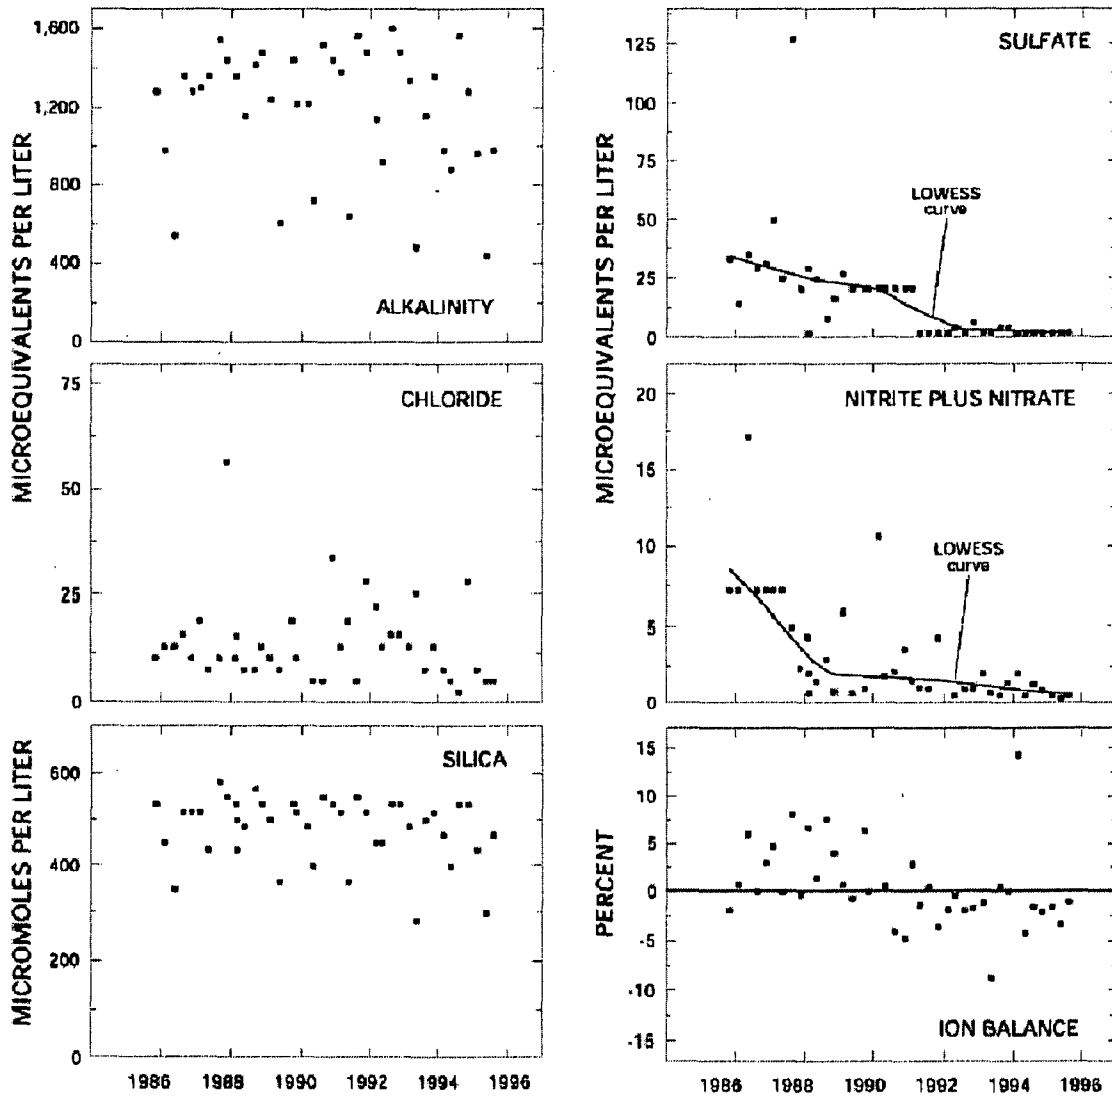 MICROEQUIVALENTS PER LITER
1,600
1,200
800
400
0
ALKALINITY
75
50
25
0
CHLORIDE
MICROMOLES PER LITER
600
400
200
0
SILICA
1986 1988 1990 1992 1994 1996
MICROEQUIVALENTS PER LITER
125
100
75
50
25
0
SULFATE
LOWESS
curve
20
15
10
5
0
NITRITE PLUS NITRATE
LOWESS
curve
PERCENT
15
10
5
0
-5
-10
-15
ION BALANCE
1986 1988 1990 1992 1994 1996